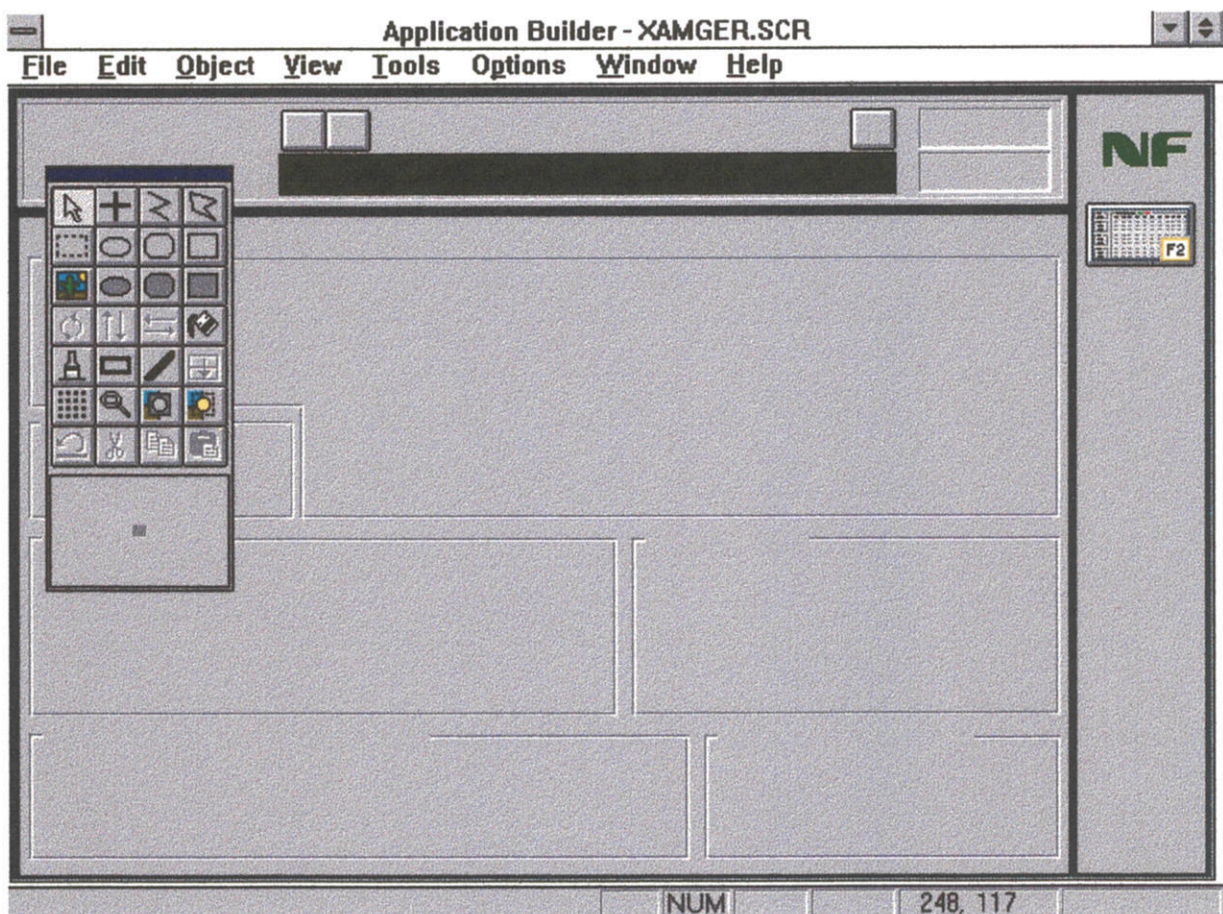 Application Builder - XAMGER.SCR
File Edit Object View Tools Options Window Help
NF
F2
NUM 248, 117